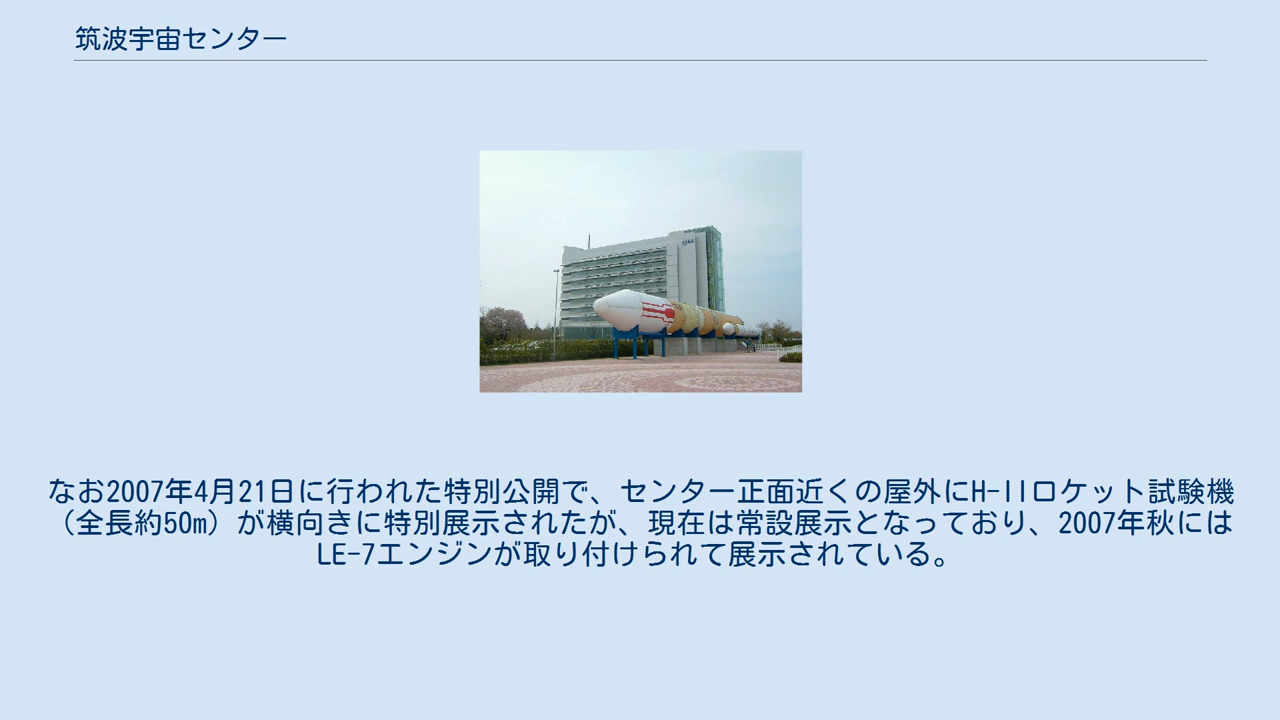 筑波宇宙センター
なお2007年4月21日に行われた特別公開で、センター正面近くの屋外にH-IIロケット試験機
（全長約50m）が横向きに特別展示されたが、現在は常設展示となっており、2007年秋には
LE-7エンジンが取り付けられて展示されている。